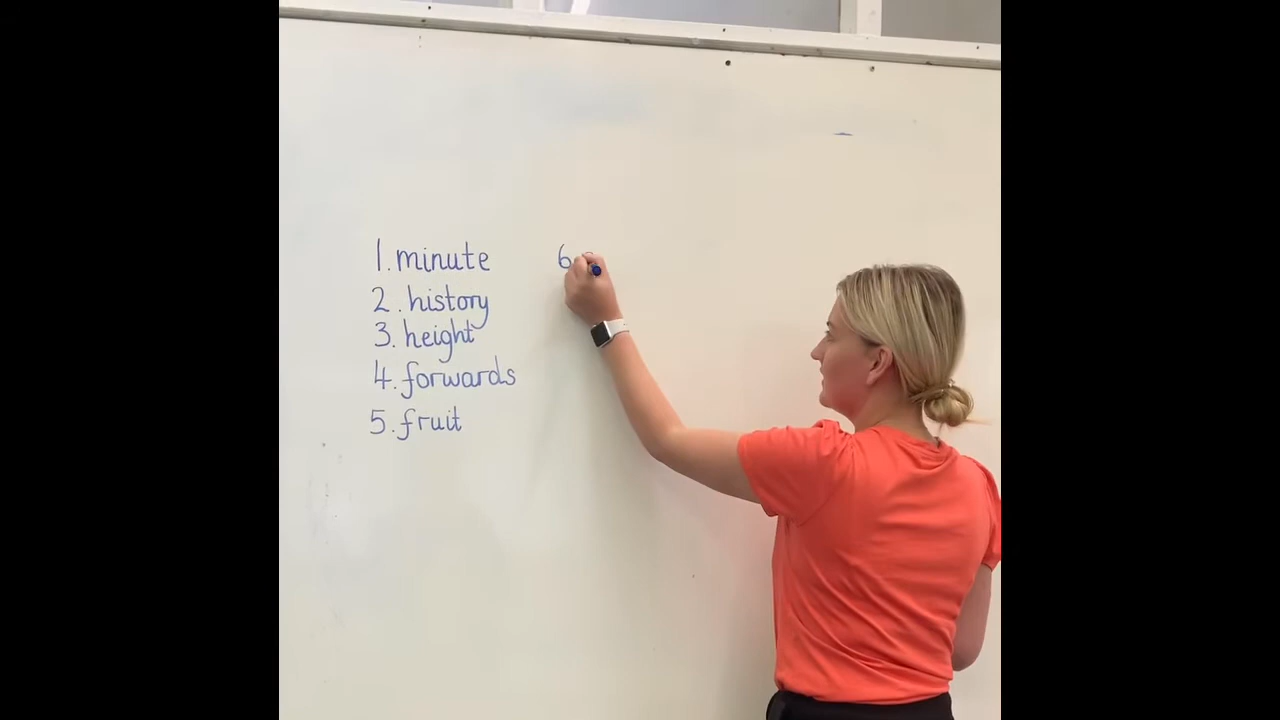 1. minute
2. history
3. height
4. forwards
5. fruit
6